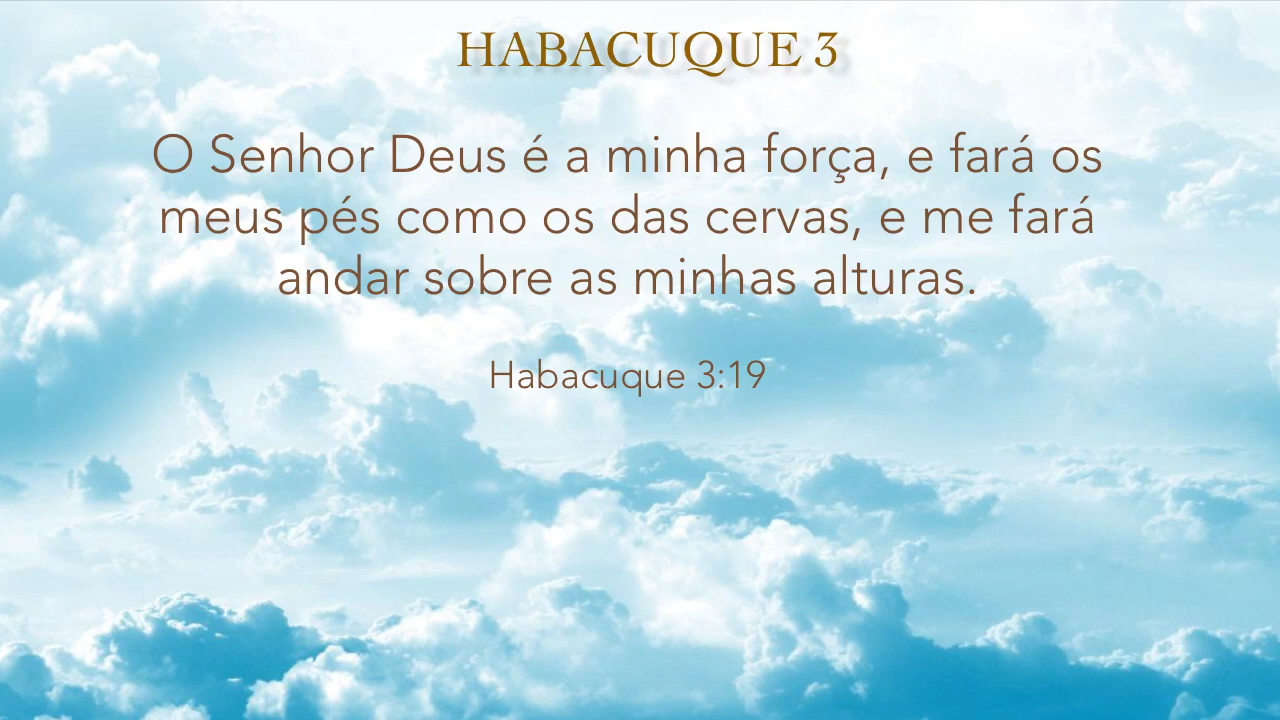 HABACUQUE 3
O Senhor Deus é a minha força, e fará os
meus pés como os das cervas, e me fará
andar sobre as minhas alturas.
Habacuque 3:19